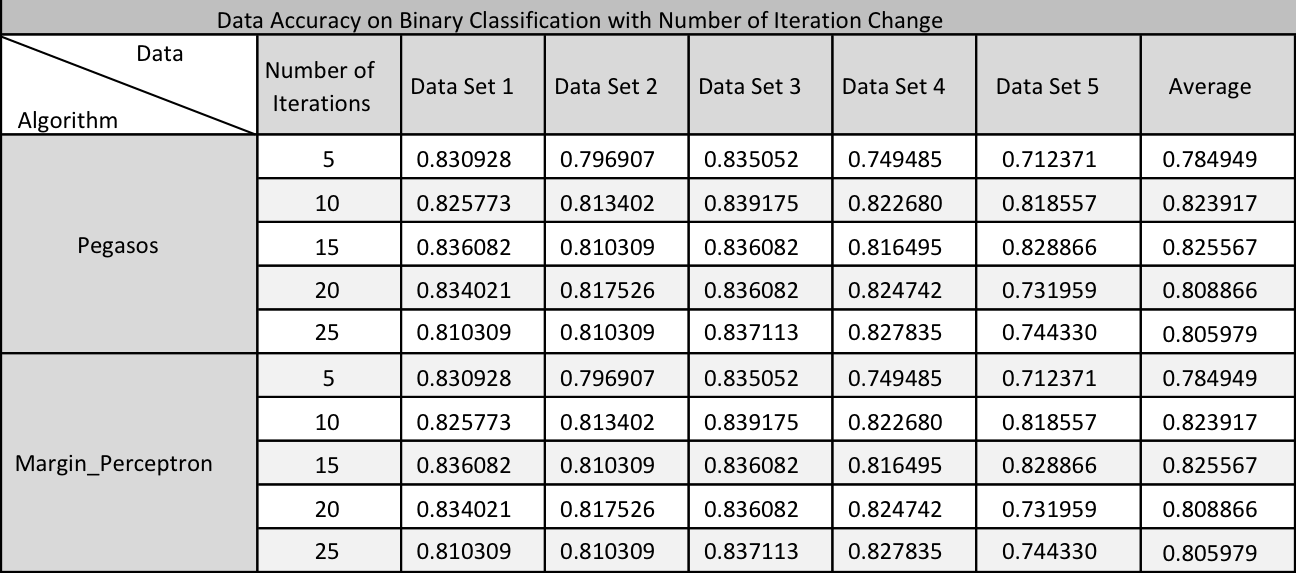 Data Accuracy on Binary Classification with Number of Iteration Change
Data
Algorithm
Number of
Iterations
Data Set 1
Data Set 2
Data Set 3
Data Set 4
Data Set 5
Average
Pegasos
5 0.830928 0.796907 0.835052 0.749485 0.712371 0.784949
10 0.825773 0.813402 0.839175 0.822680 0.818557 0.823917
15 0.836082 0.810309 0.836082 0.816495 0.828866 0.825567
20 0.834021 0.817526 0.836082 0.824742 0.731959 0.808866
25 0.810309 0.810309 0.837113 0.827835 0.744330 0.805979
Margin_Perceptron
5 0.830928 0.796907 0.835052 0.749485 0.712371 0.784949
10 0.825773 0.813402 0.839175 0.822680 0.818557 0.823917
15 0.836082 0.810309 0.836082 0.816495 0.828866 0.825567
20 0.834021 0.817526 0.836082 0.824742 0.731959 0.808866
25 0.810309 0.810309 0.837113 0.827835 0.744330 0.805979